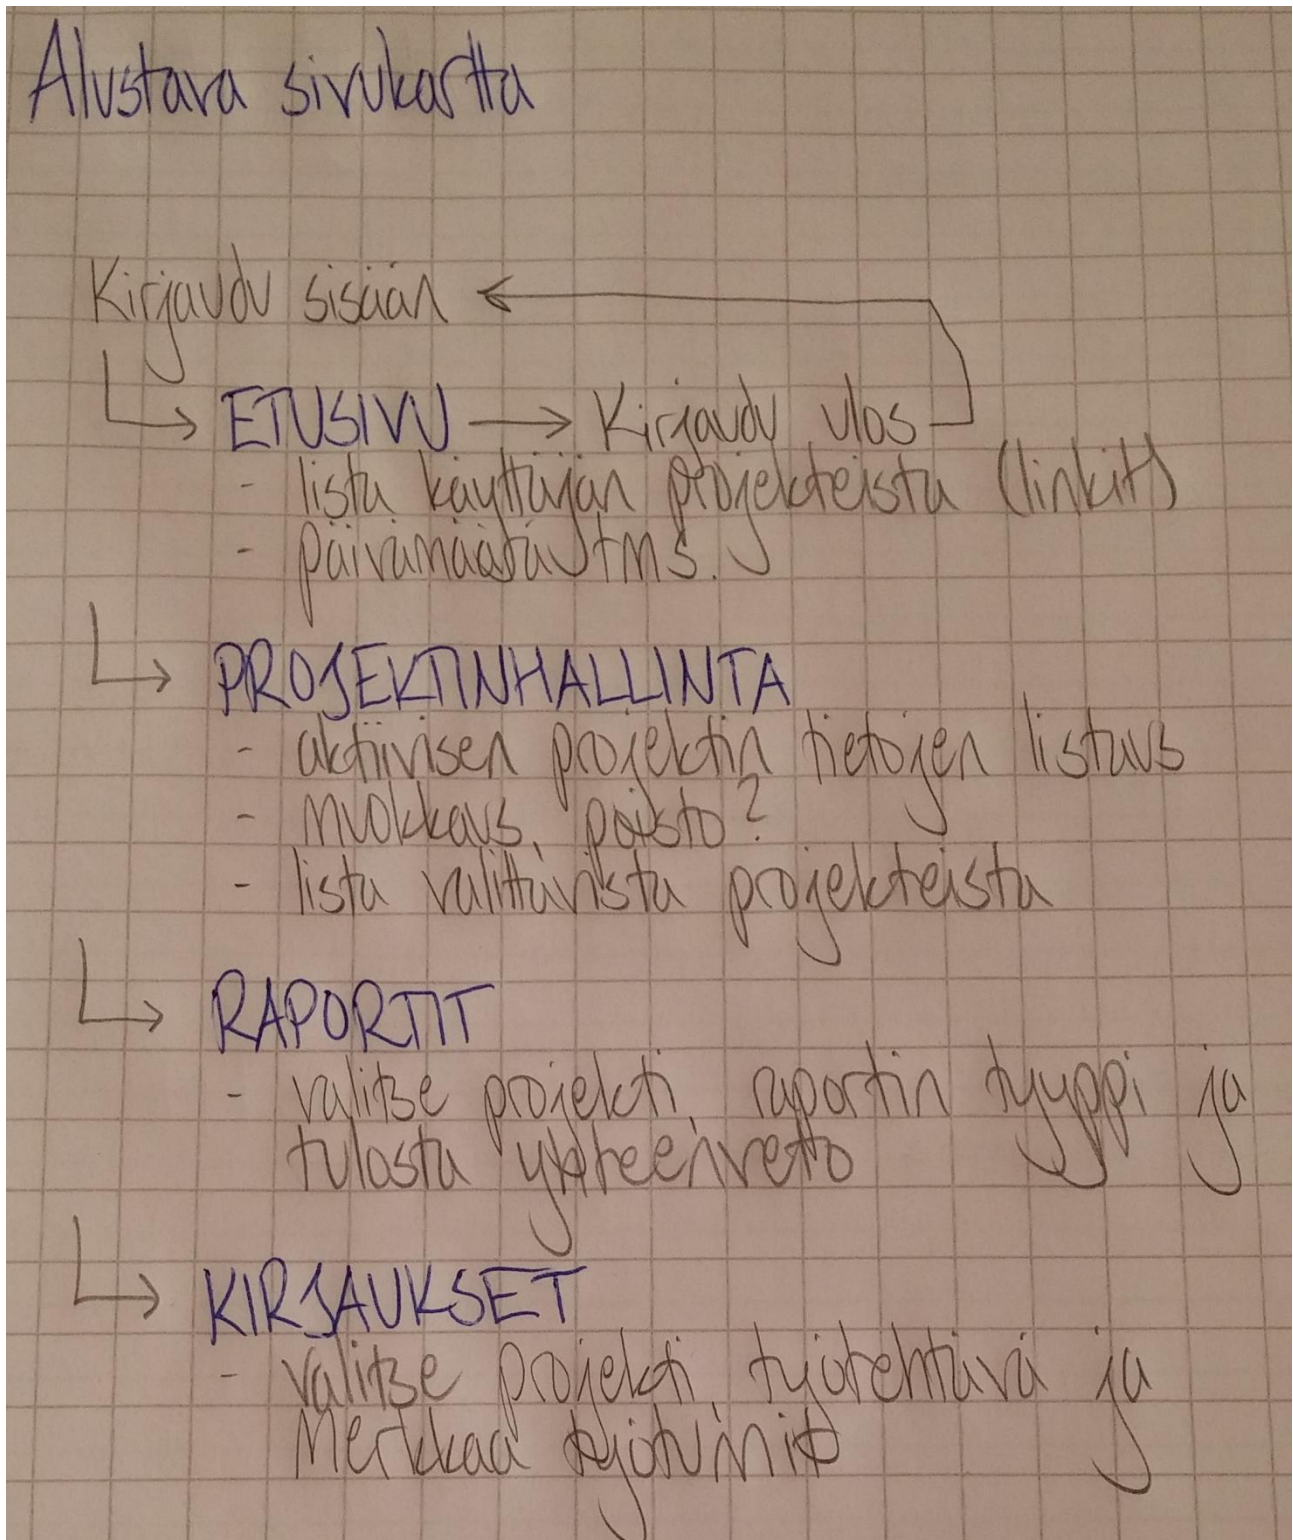 Alustava sivukartta
Kirjaudu sisään
ETUSIVU → Kirjaudu ulos
- lista käyttäjän projekteista (linkit)
- päivämäärä tms.
PROJEKTINHALLINTA
- aktiivisen projektin tietojen listaus
- muokkaus, poisto?
- lista valittavista projekteista
RAPORTIT
- valitse projekti, raportin tyyppi ja
tulosta yhteenveto
KIRJAUKSET
- valitse projekti, työtehtävä ja
merkkaa työtunnit